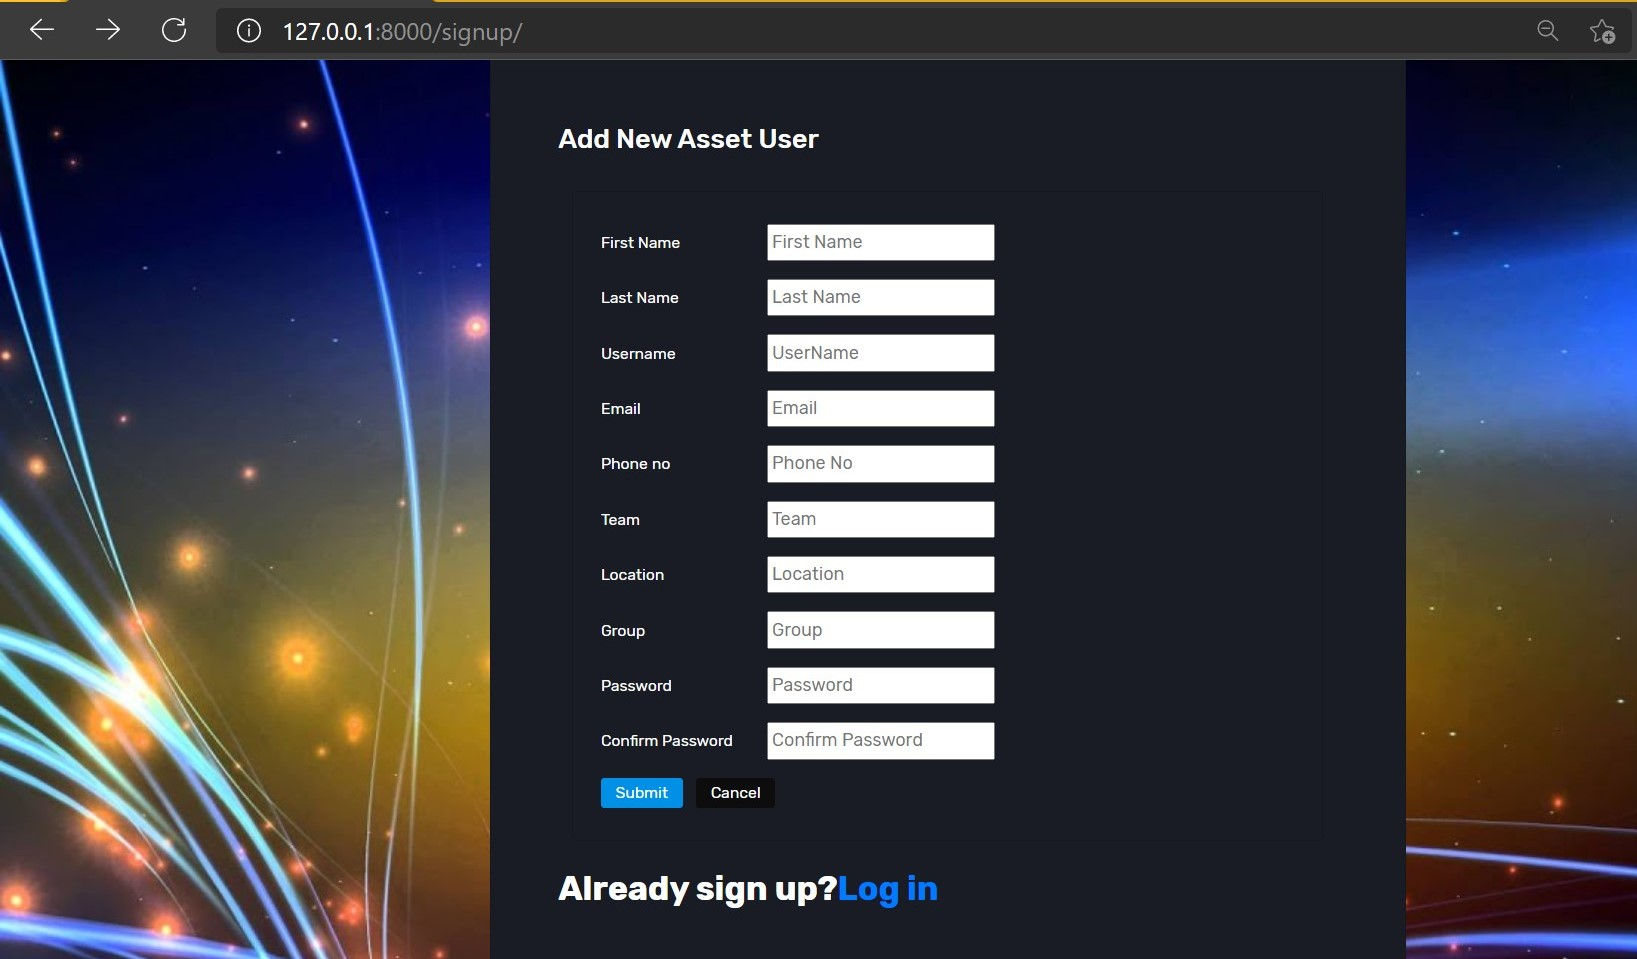 127.0.0.1:8000/signup/
Add New Asset User
First Name First Name
Last Name Last Name
Username UserName
Email Email
Phone no Phone No
Team Team
Location Location
Group Group
Password Password
Confirm Password Confirm Password
Submit Cancel
Already sign up?Log in